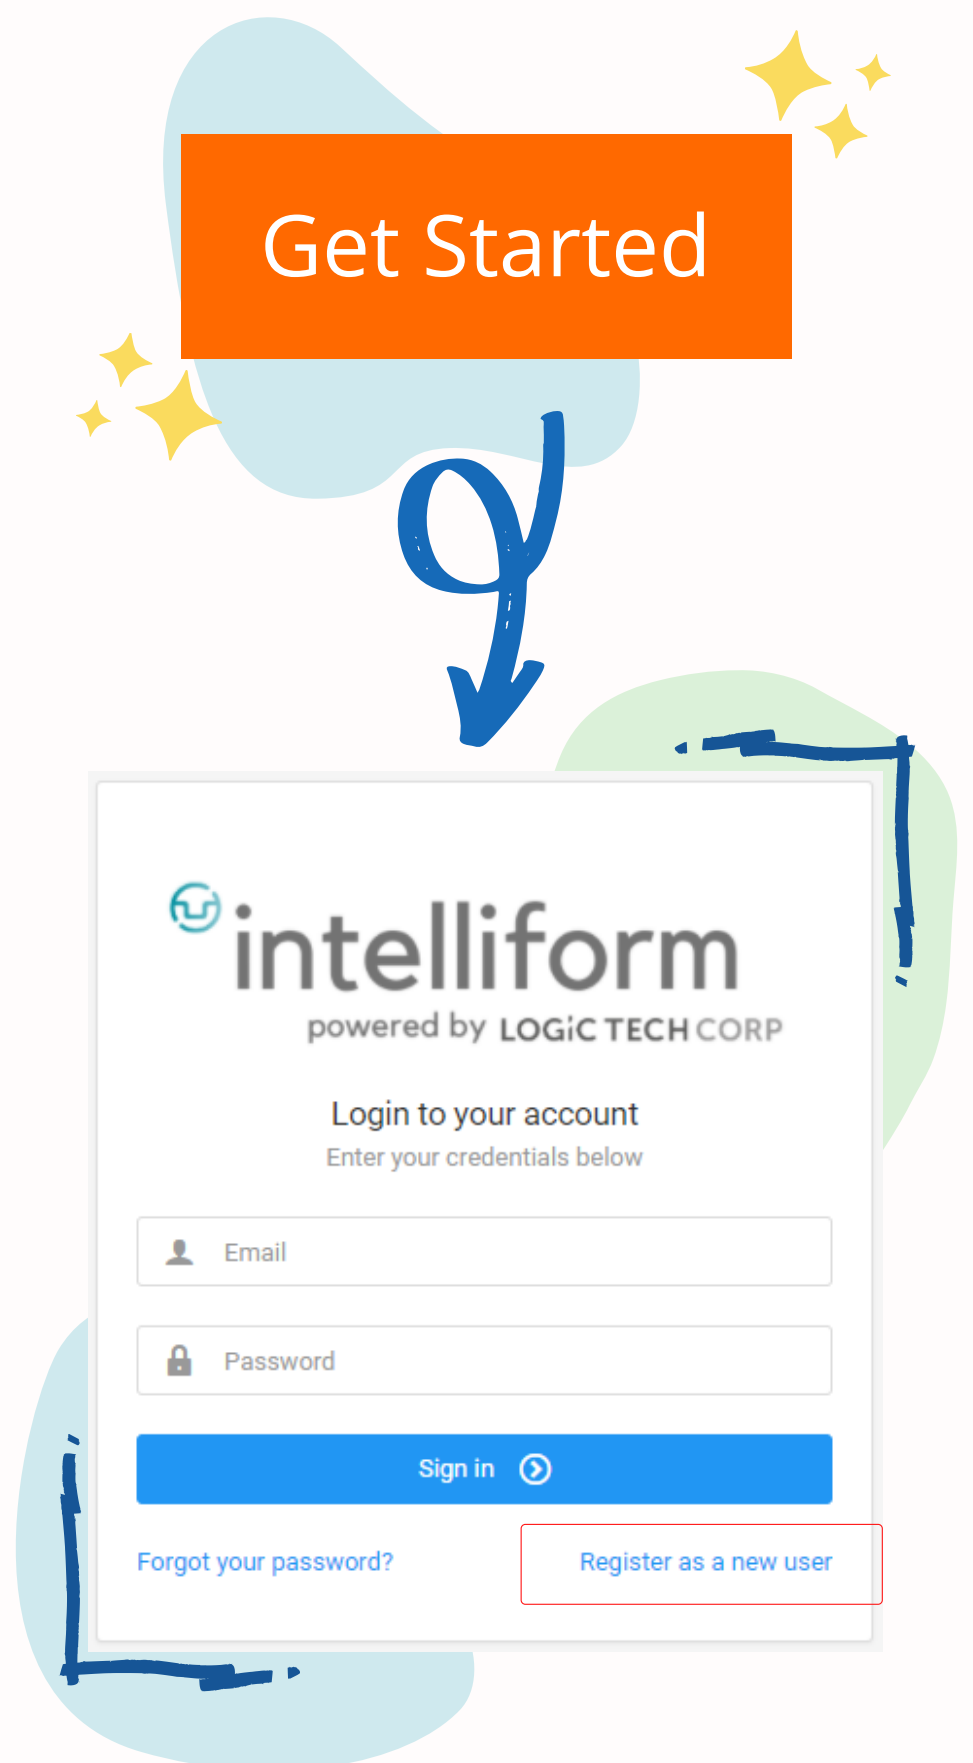 Get Started
intelliform
powered by LOGiC TECH CORP
Login to your account
Enter your credentials below
Email
Password
Sign in
Forgot your password? Register as a new user